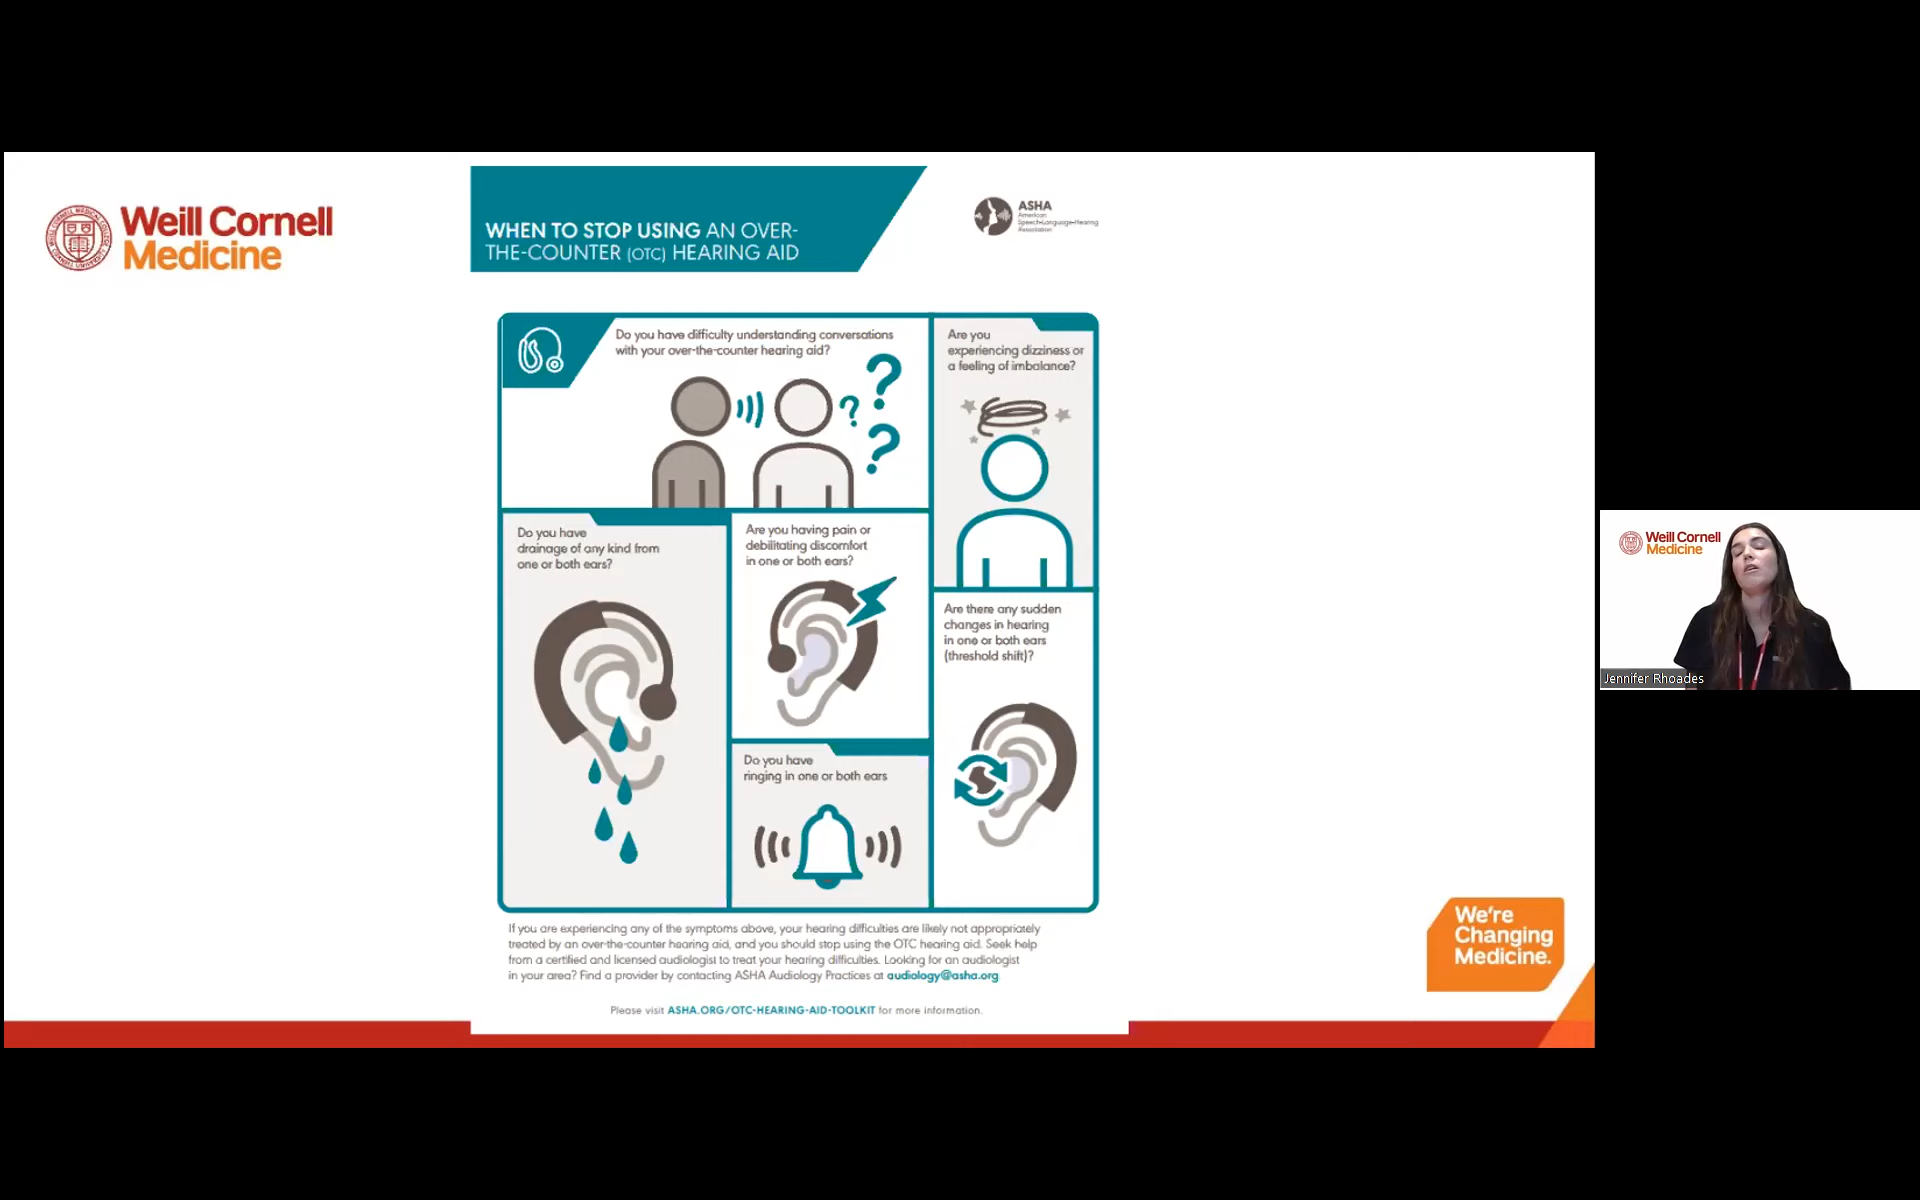 Weill Cornell
Medicine
WHEN TO STOP USING AN OVER-
THE-COUNTER (OTC) HEARING AID
ASHA
American
Speech-Language-Hearing
Association
Do you have difficulty understanding conversations
with your over-the-counter hearing aid?
? ? ?
Are you
experiencing dizziness or
a feeling of imbalance?
Do you have
drainage of any kind from
one or both ears?
Are you having pain or
debilitating discomfort
in one or both ears?
Are there any sudden
changes in hearing
in one or both ears
(threshold shift)?
Do you have
ringing in one or both ears
If you are experiencing any of the symptoms above, your hearing difficulties are likely not appropriately
treated by an over-the-counter hearing aid, and you should stop using the OTC hearing aid. Seek help
from a certified and licensed audiologist to treat your hearing difficulties. Looking for an audiologist
in your area? Find a provider by contacting ASHA Audiology Practices at audiology@asha.org
Please visit ASHA.ORG/OTC-HEARING-AID-TOOLKIT for more information.
We're
Changing
Medicine.
Weill Cornell
Medicine
Jennifer Rhoades